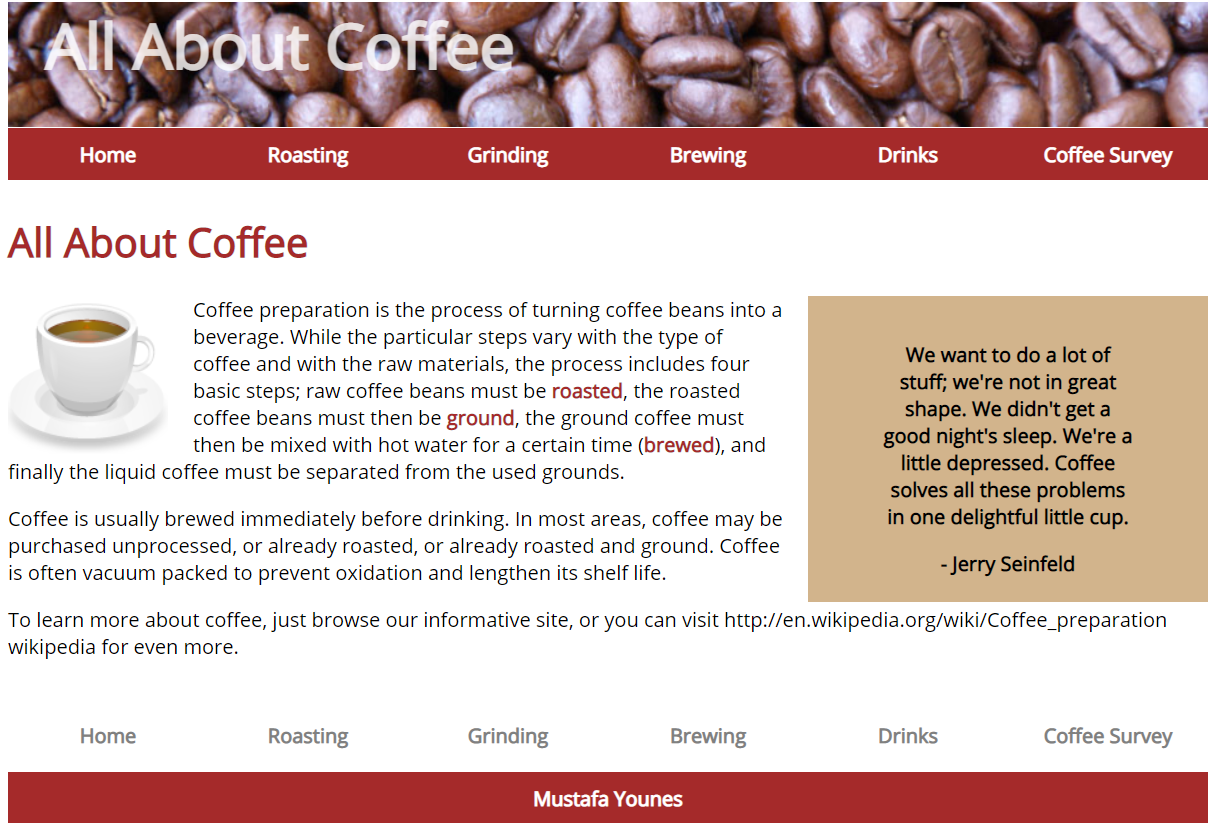 All About Coffee
Home Roasting Grinding Brewing Drinks Coffee Survey
All About Coffee
Coffee preparation is the process of turning coffee beans into a
beverage. While the particular steps vary with the type of
coffee and with the raw materials, the process includes four
basic steps; raw coffee beans must be roasted, the roasted
coffee beans must then be ground, the ground coffee must
then be mixed with hot water for a certain time (brewed), and
finally the liquid coffee must be separated from the used grounds.
Coffee is usually brewed immediately before drinking. In most areas, coffee may be
purchased unprocessed, or already roasted, or already roasted and ground. Coffee
is often vacuum packed to prevent oxidation and lengthen its shelf life.
We want to do a lot of
stuff; we're not in great
shape. We didn't get a
good night's sleep. We're a
little depressed. Coffee
solves all these problems
in one delightful little cup.
- Jerry Seinfeld
To learn more about coffee, just browse our informative site, or you can visit http://en.wikipedia.org/wiki/Coffee_preparation
wikipedia for even more.
Home Roasting Grinding Brewing Drinks Coffee Survey
Mustafa Younes